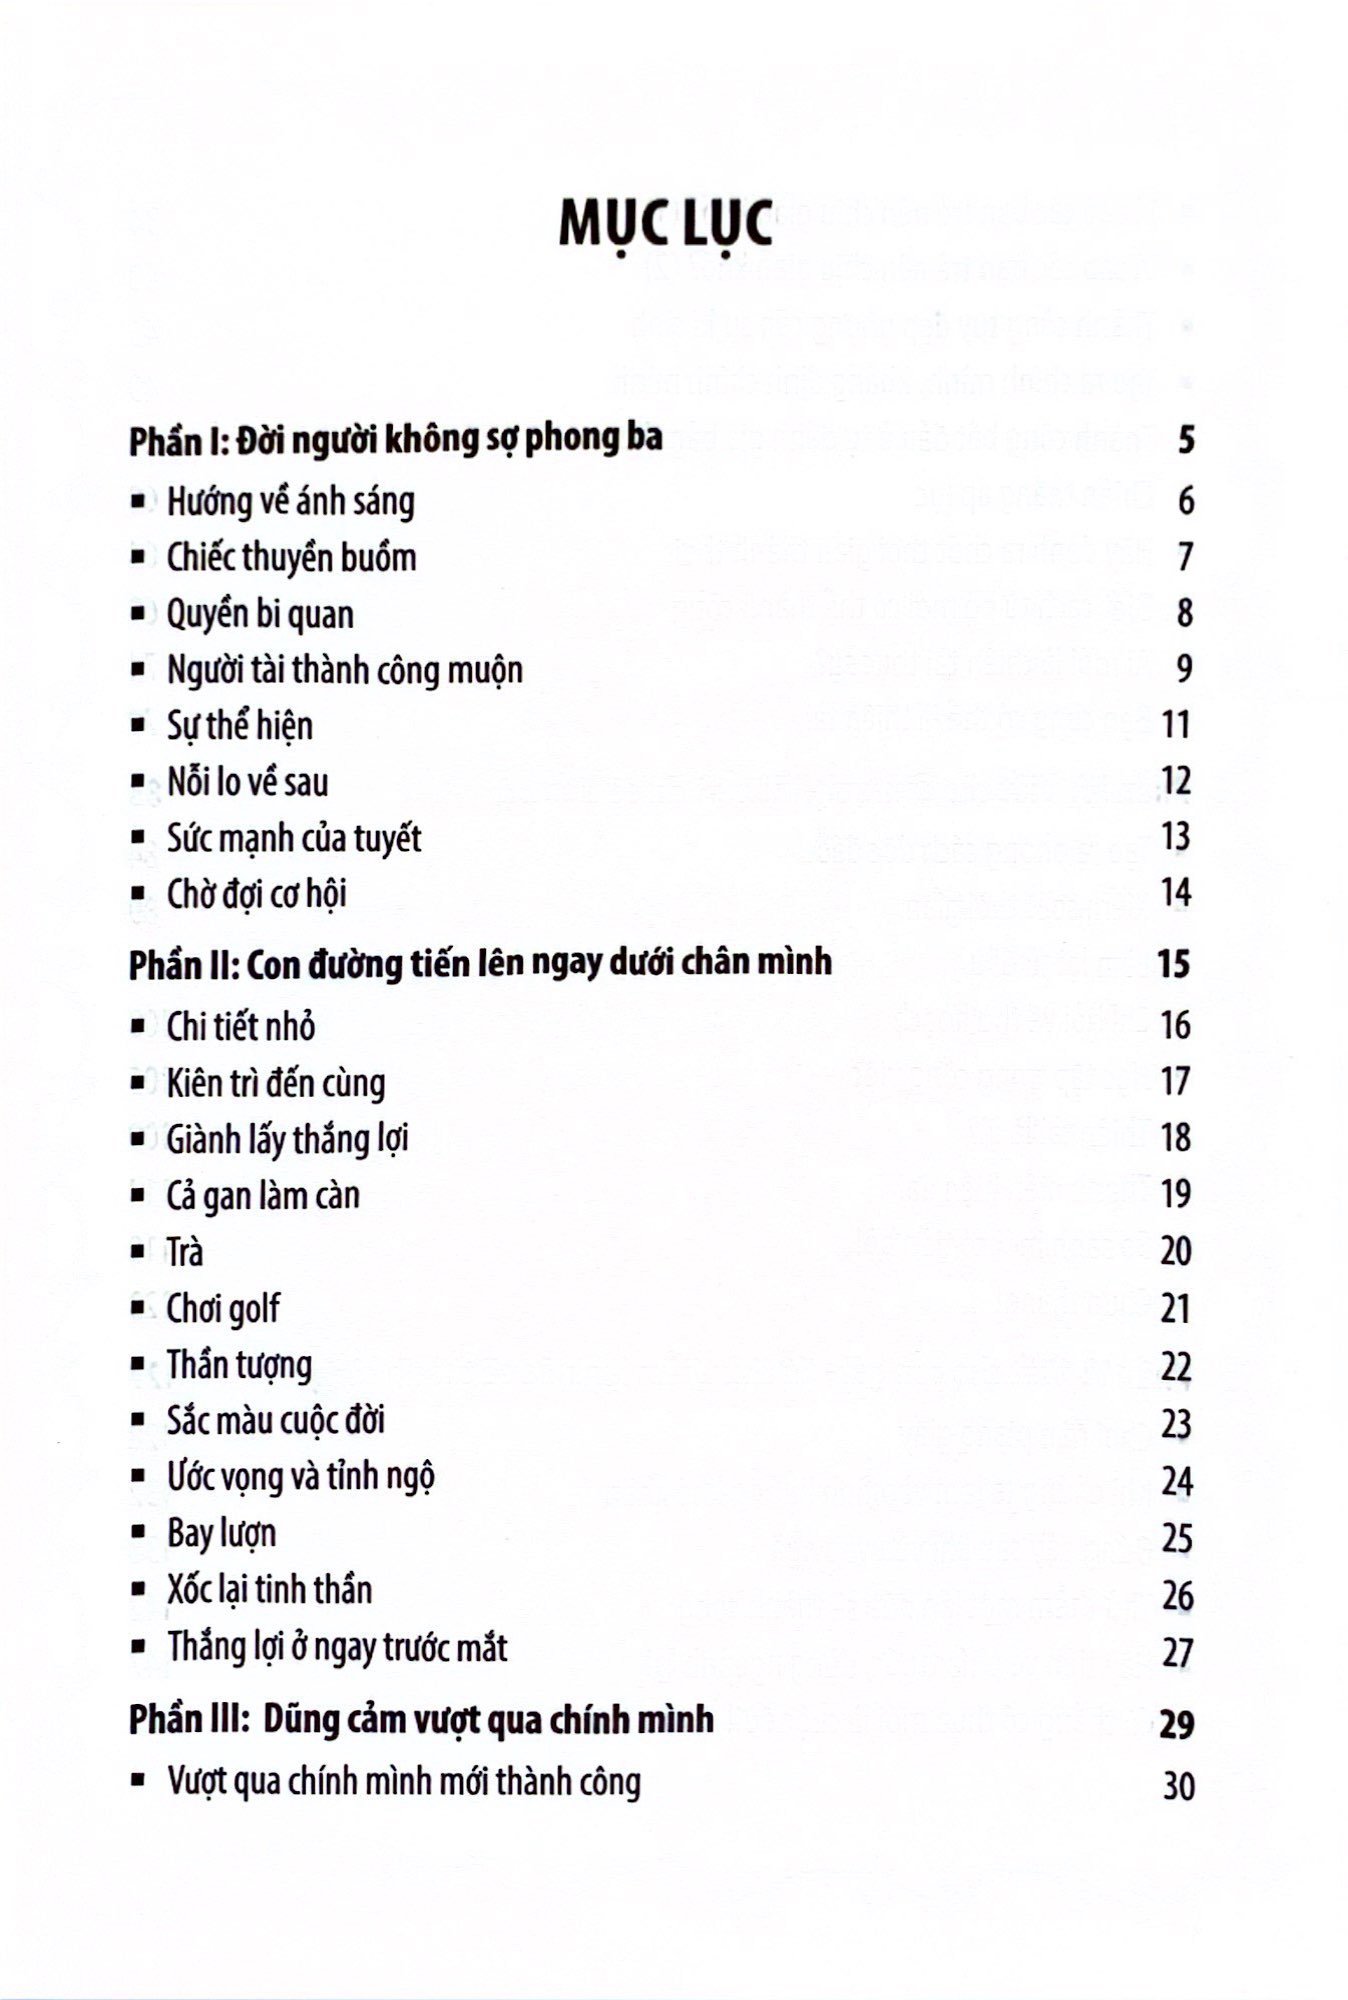 MỤC LỤC
Phần I: Đời người không sợ phong ba 5
▪ Hướng về ánh sáng 6
▪ Chiếc thuyền buồm 7
▪ Quyền bi quan 8
▪ Người tài thành công muộn 9
▪ Sự thể hiện 11
▪ Nỗi lo về sau 12
▪ Sức mạnh của tuyết 13
▪ Chờ đợi cơ hội 14
Phần II: Con đường tiến lên ngay dưới chân mình 15
▪ Chi tiết nhỏ 16
▪ Kiên trì đến cùng 17
▪ Giành lấy thắng lợi 18
▪ Cả gan làm càn 19
▪ Trà 20
▪ Chơi golf 21
▪ Thần tượng 22
▪ Sắc màu cuộc đời 23
▪ Ước vọng và tỉnh ngộ 24
▪ Bay lượn 25
▪ Xốc lại tinh thần 26
▪ Thắng lợi ở ngay trước mắt 27
Phần III: Dũng cảm vượt qua chính mình 29
▪ Vượt qua chính mình mới thành công 30